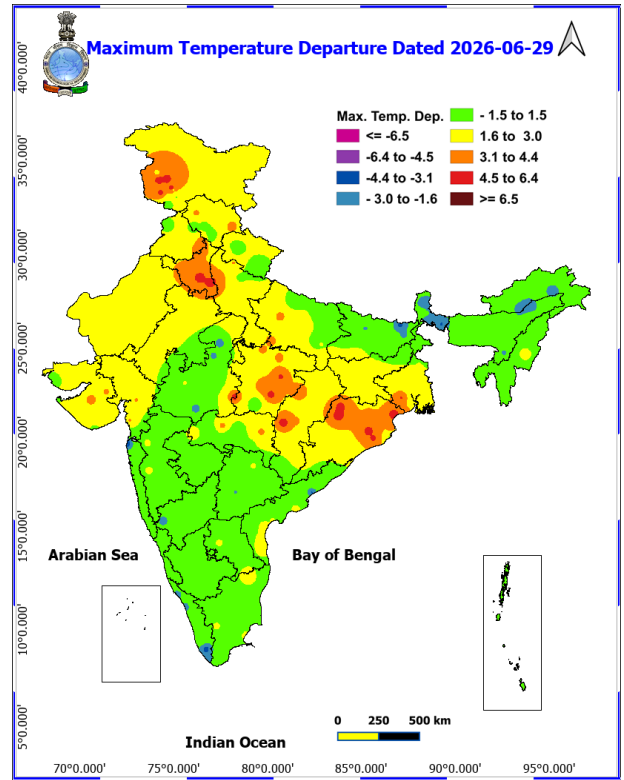 Maximum Temperature Departure Dated 2026-06-29
Max. Temp. Dep.
<= -6.5
-6.4 to -4.5
-4.4 to -3.1
- 3.0 to -1.6
- 1.5 to 1.5
1.6 to 3.0
3.1 to 4.4
4.5 to 6.4
>= 6.5
40°0.000'
35°0.000'
30°0.000'
25°0.000'
20°0.000'
15°0.000'
10°0.000'
5°0.000'
Arabian Sea
Bay of Bengal
Indian Ocean
0 250 500 km
70°0.000' 75°0.000' 80°0.000' 85°0.000' 90°0.000' 95°0.000'